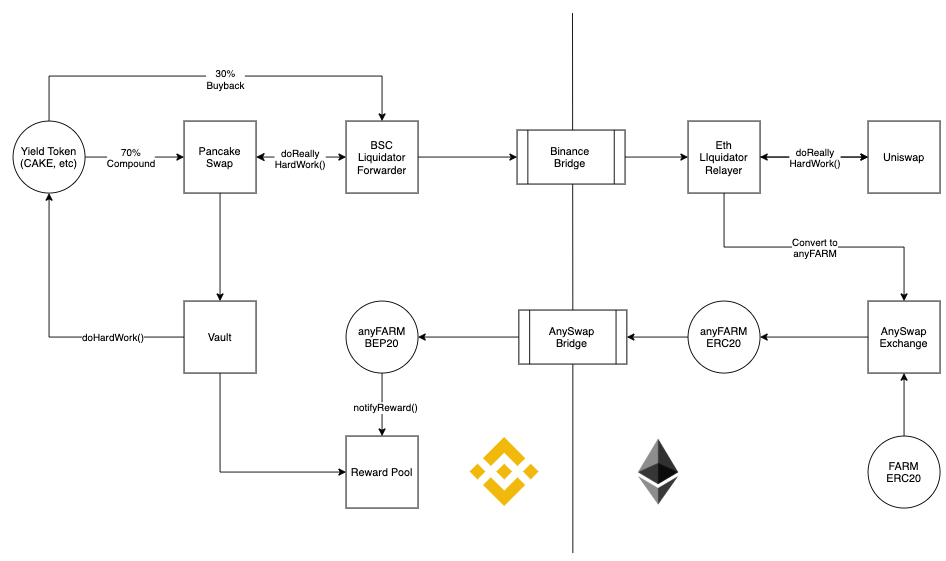 30%
Buyback
Yield Token
(CAKE, etc)
70%
Compound
Pancake
Swap
doReally
HardWork()
BSC
Liquidator
Forwarder
Binance
Bridge
Eth
LIquidator
Relayer
doReally
HardWork()
Uniswap
Convert to
anyFARM
doHardWork()
Vault
anyFARM
BEP20
AnySwap
Bridge
anyFARM
ERC20
AnySwap
Exchange
notifyReward()
Reward Pool
FARM
ERC20